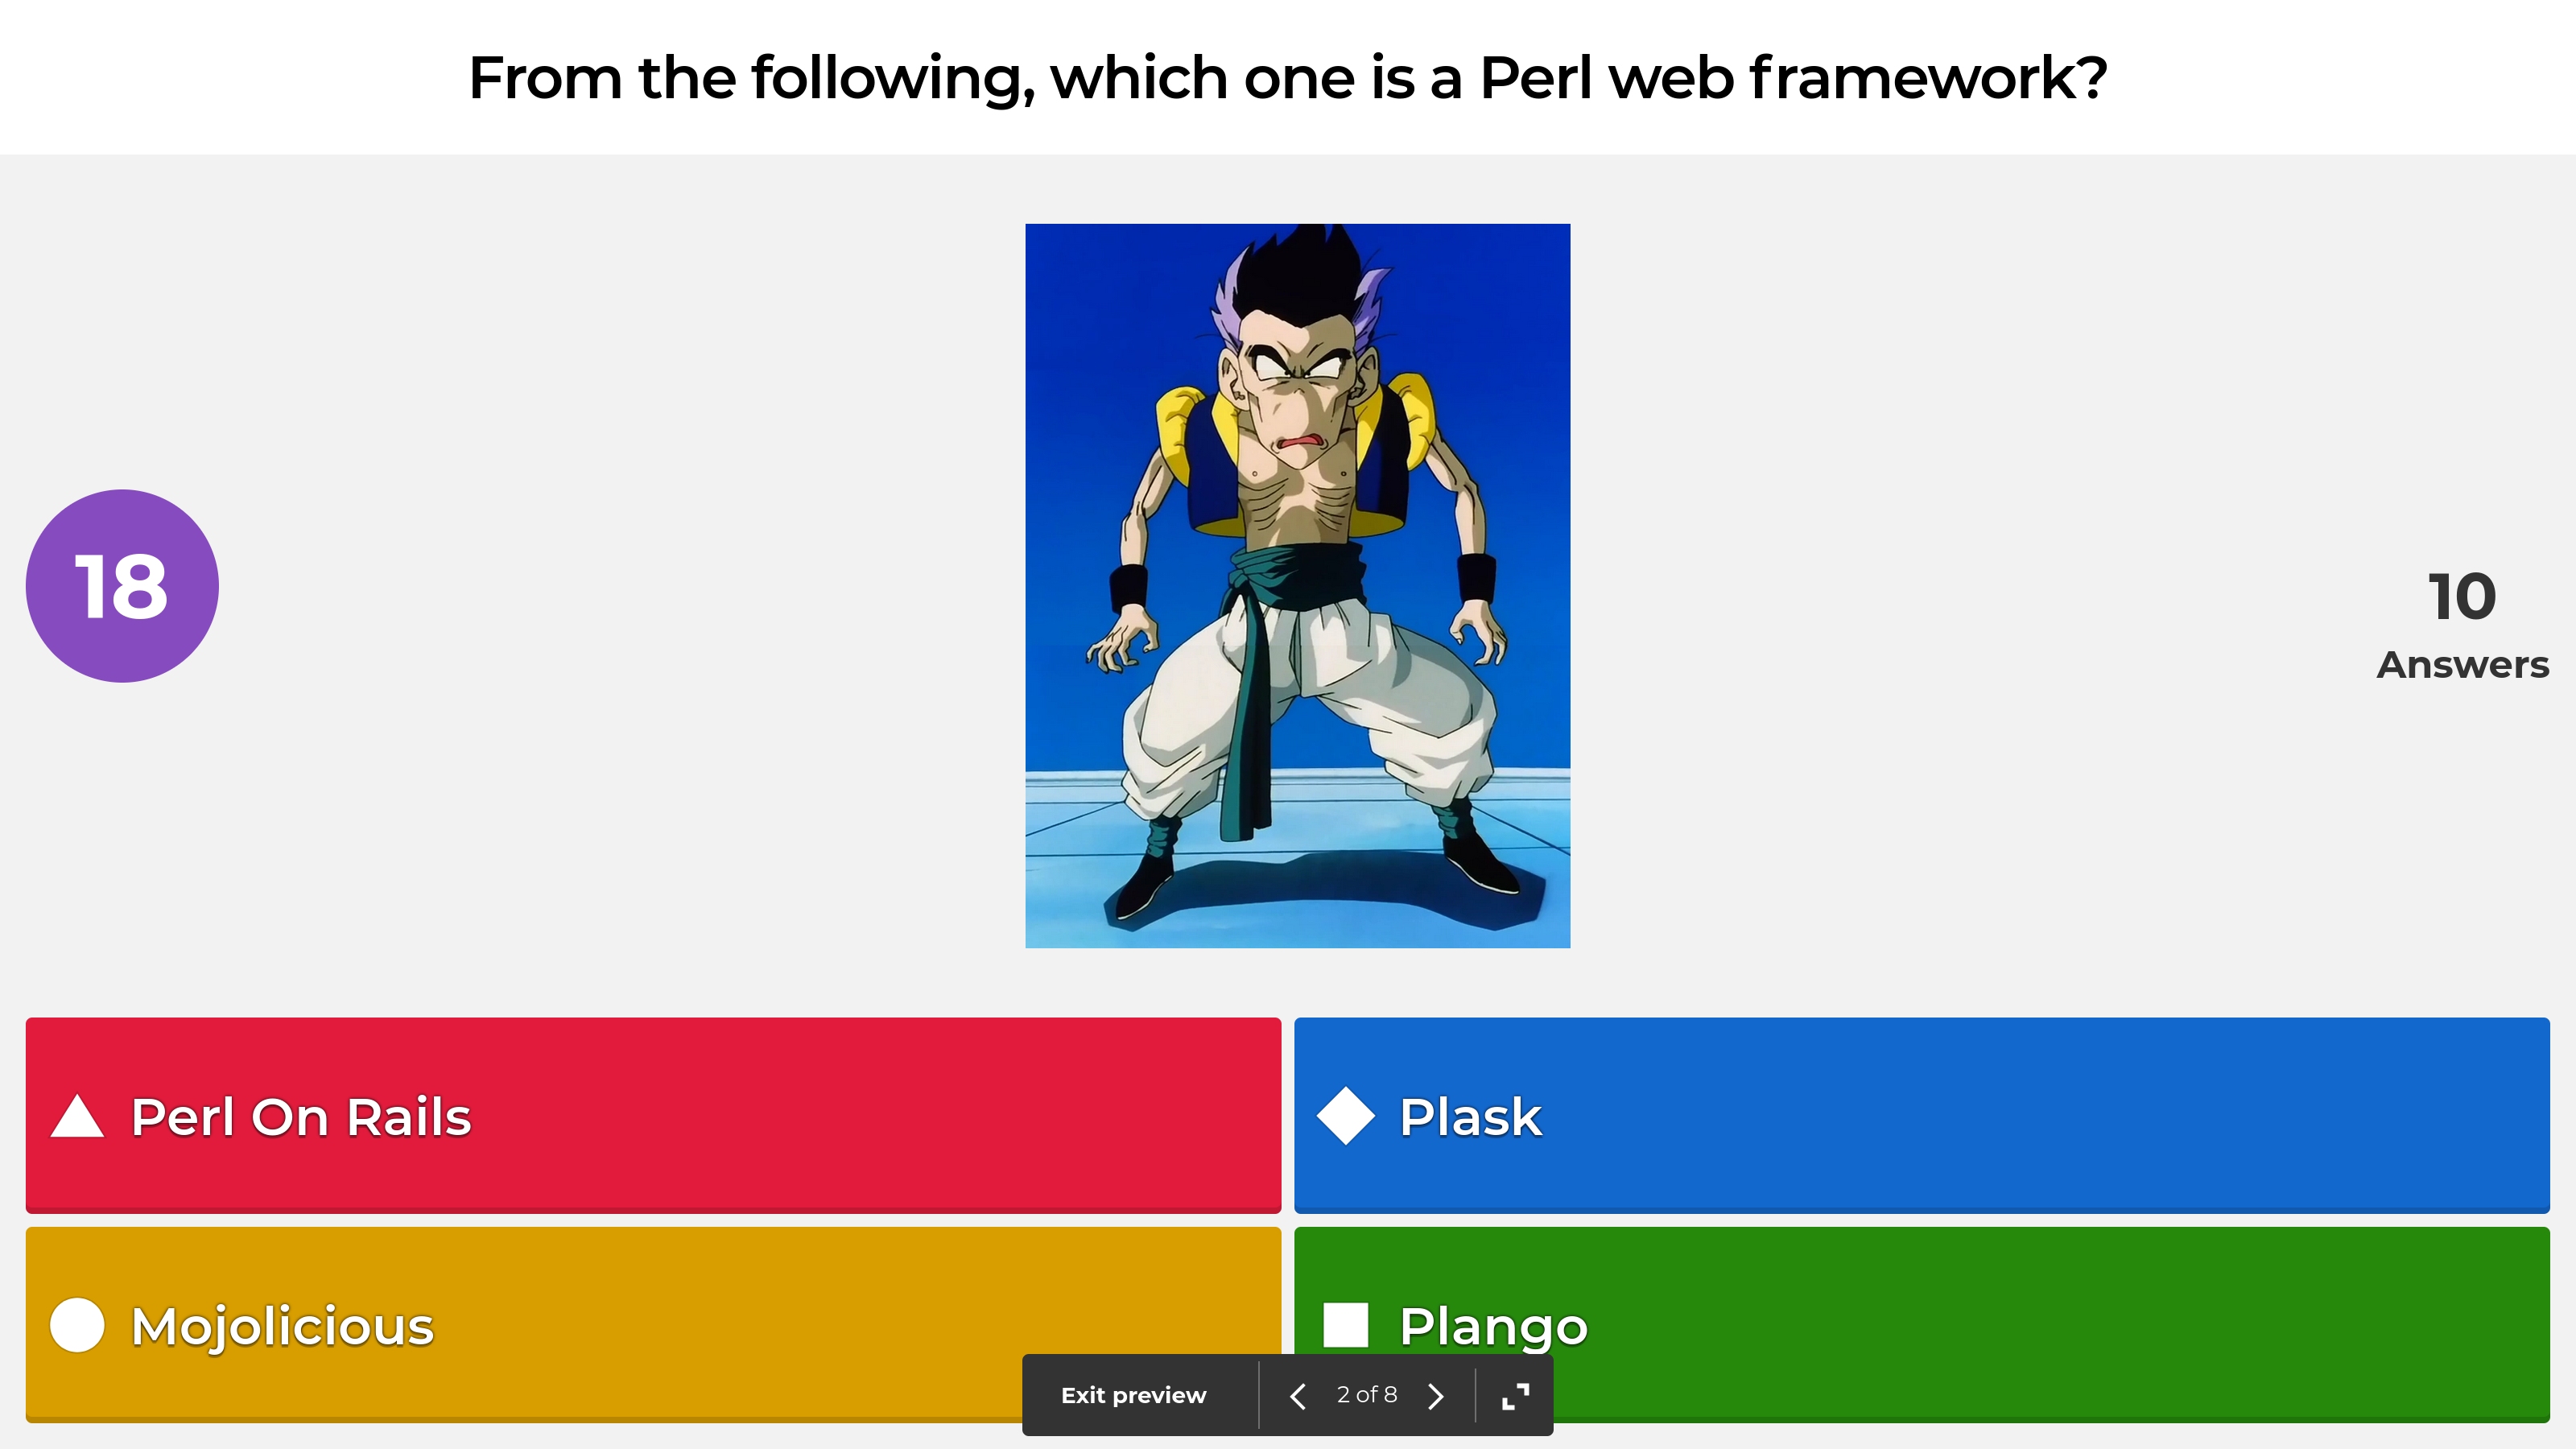 From the following, which one is a Perl web framework?
18
10
Answers
Perl On Rails
Plask
Mojolicious
Plango
Exit preview
2 of 8